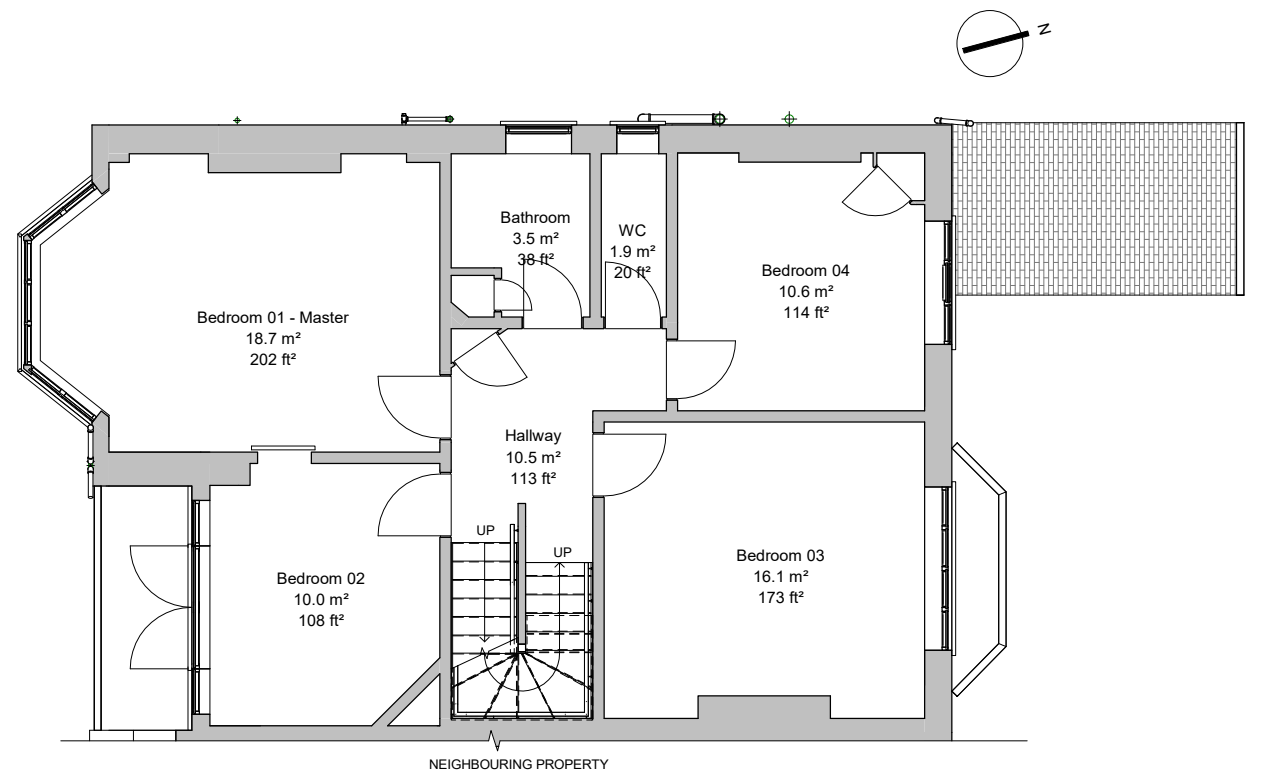 N
Bathroom
3.5 m²
38 ft²
WC
1.9 m²
20 ft²
Bedroom 04
10.6 m²
114 ft²
Bedroom 01 - Master
18.7 m²
202 ft²
Hallway
10.5 m²
113 ft²
UP
UP
Bedroom 02
10.0 m²
108 ft²
Bedroom 03
16.1 m²
173 ft²
NEIGHBOURING PROPERTY